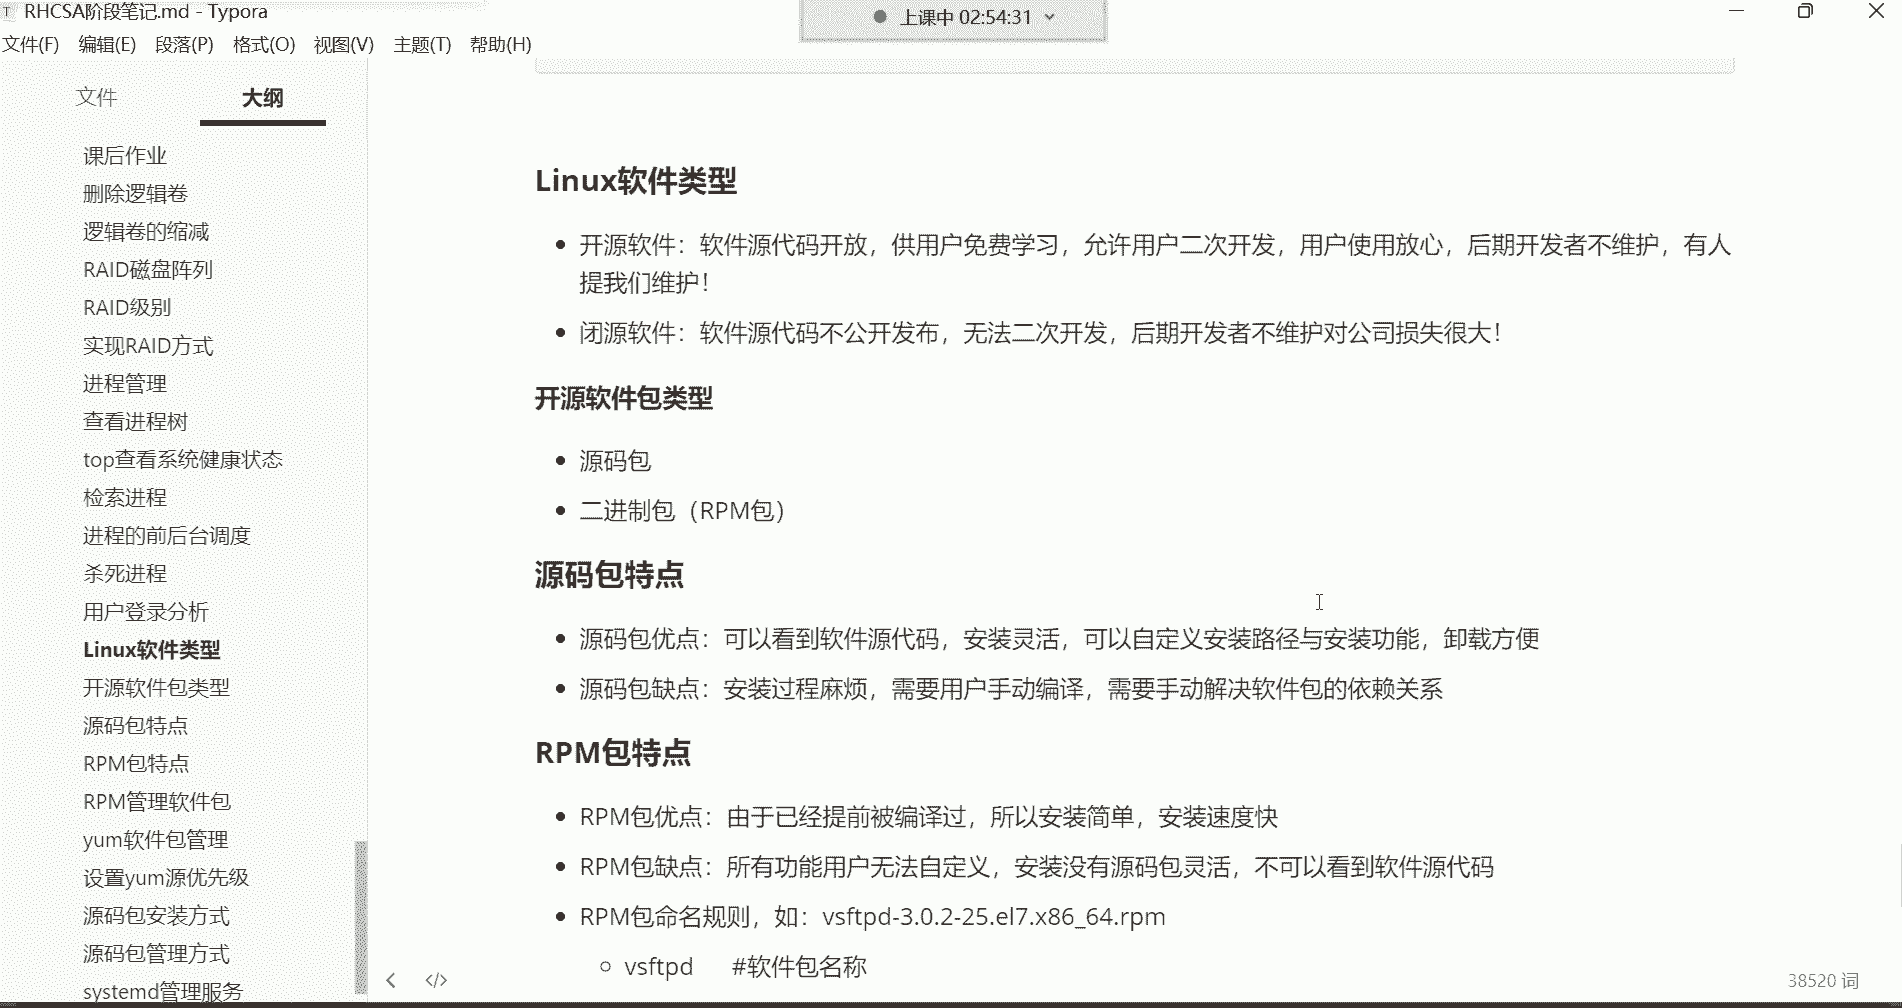 RHCSA阶段笔记.md - Typora
上课中 02:54:31
文件(F) 编辑(E) 段落(P) 格式(O) 视图(V) 主题(T) 帮助(H)
文件 大纲
课后作业
删除逻辑卷
逻辑卷的缩减
RAID磁盘阵列
RAID级别
实现RAID方式
进程管理
查看进程树
top查看系统健康状态
检索进程
进程的前后台调度
杀死进程
用户登录分析
Linux软件类型
开源软件包类型
源码包特点
RPM包特点
RPM管理软件包
yum软件包管理
设置yum源优先级
源码包安装方式
源码包管理方式
systemd管理服务
Linux软件类型
开源软件：软件源代码开放，供用户免费学习，允许用户二次开发，用户使用放心，后期开发者不维护，有人
提我们维护！
闭源软件：软件源代码不公开发布，无法二次开发，后期开发者不维护对公司损失很大！
开源软件包类型
源码包
二进制包（RPM包）
源码包特点
源码包优点：可以看到软件源代码，安装灵活，可以自定义安装路径与安装功能，卸载方便
源码包缺点：安装过程麻烦，需要用户手动编译，需要手动解决软件包的依赖关系
RPM包特点
RPM包优点：由于已经提前被编译过，所以安装简单，安装速度快
RPM包缺点：所有功能用户无法自定义，安装没有源码包灵活，不可以看到软件源代码
RPM包命名规则，如：vsftpd-3.0.2-25.el7.x86_64.rpm
vsftpd #软件包名称
38520 词